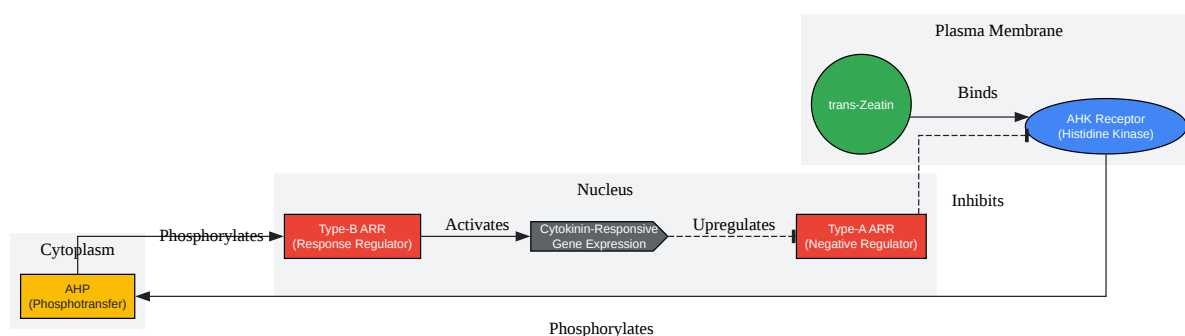 Plasma Membrane
trans-Zeatin
Binds
AHK Receptor
(Histidine Kinase)
Nucleus
Inhibits
Cytoplasm
Phosphorylates
Type-B ARR
(Response Regulator)
Activates
Cytokinin-Responsive
Gene Expression
Upregulates
Type-A ARR
(Negative Regulator)
AHP
(Phosphotransfer)
Phosphorylates